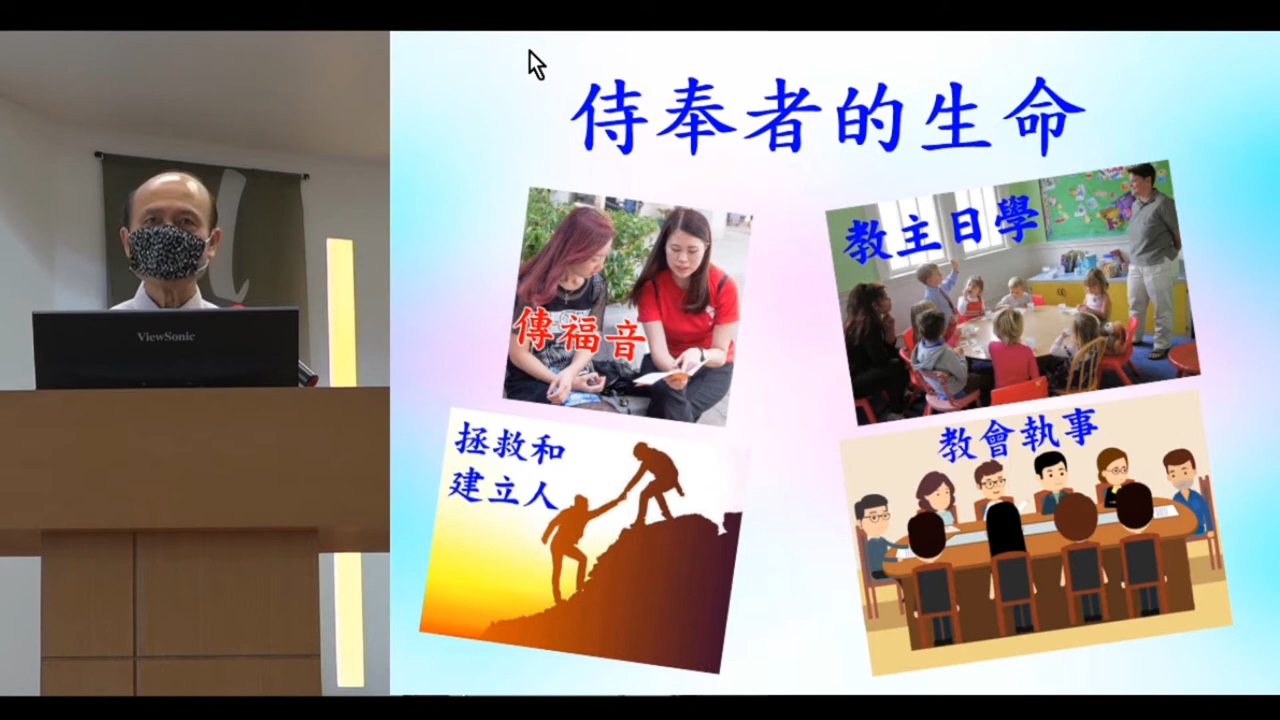 侍奉者的生命
傳福音
教主日學
拯救和
建立人
教會執事
ViewSonic